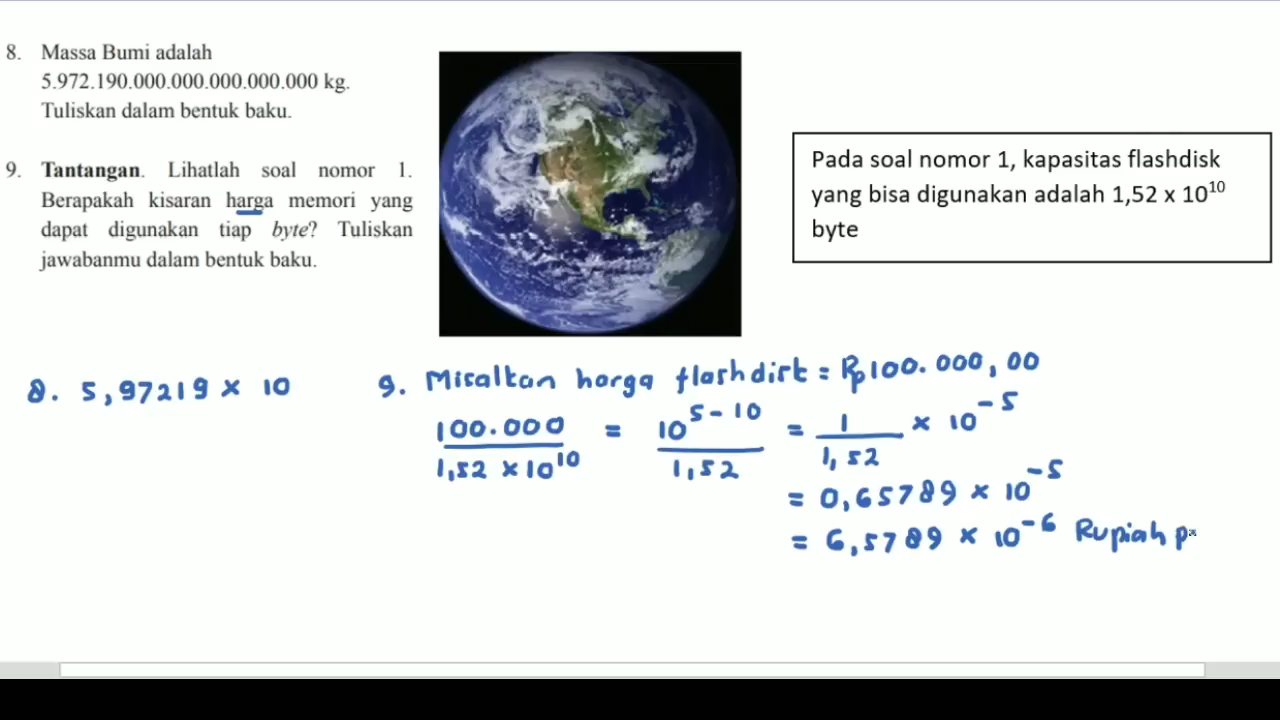 8. Massa Bumi adalah
5.972.190.000.000.000.000.000 kg.
Tuliskan dalam bentuk baku.
9. Tantangan. Lihatlah soal nomor 1.
Berapakah kisaran harga memori yang
dapat digunakan tiap byte? Tuliskan
jawabanmu dalam bentuk baku.
Pada soal nomor 1, kapasitas flashdisk
yang bisa digunakan adalah 1,52 x 10¹⁰
byte
8. 5,97219 × 10
9. Misalkan harga flashdisk = Rp100.000,00
100.000 / 1,52 × 10¹⁰ = 10⁵⁻¹⁰ / 1,52 = 1 / 1,52 × 10⁻⁵
= 0,65789 × 10⁻⁵
= 6,5789 × 10⁻⁶ Rupiah p